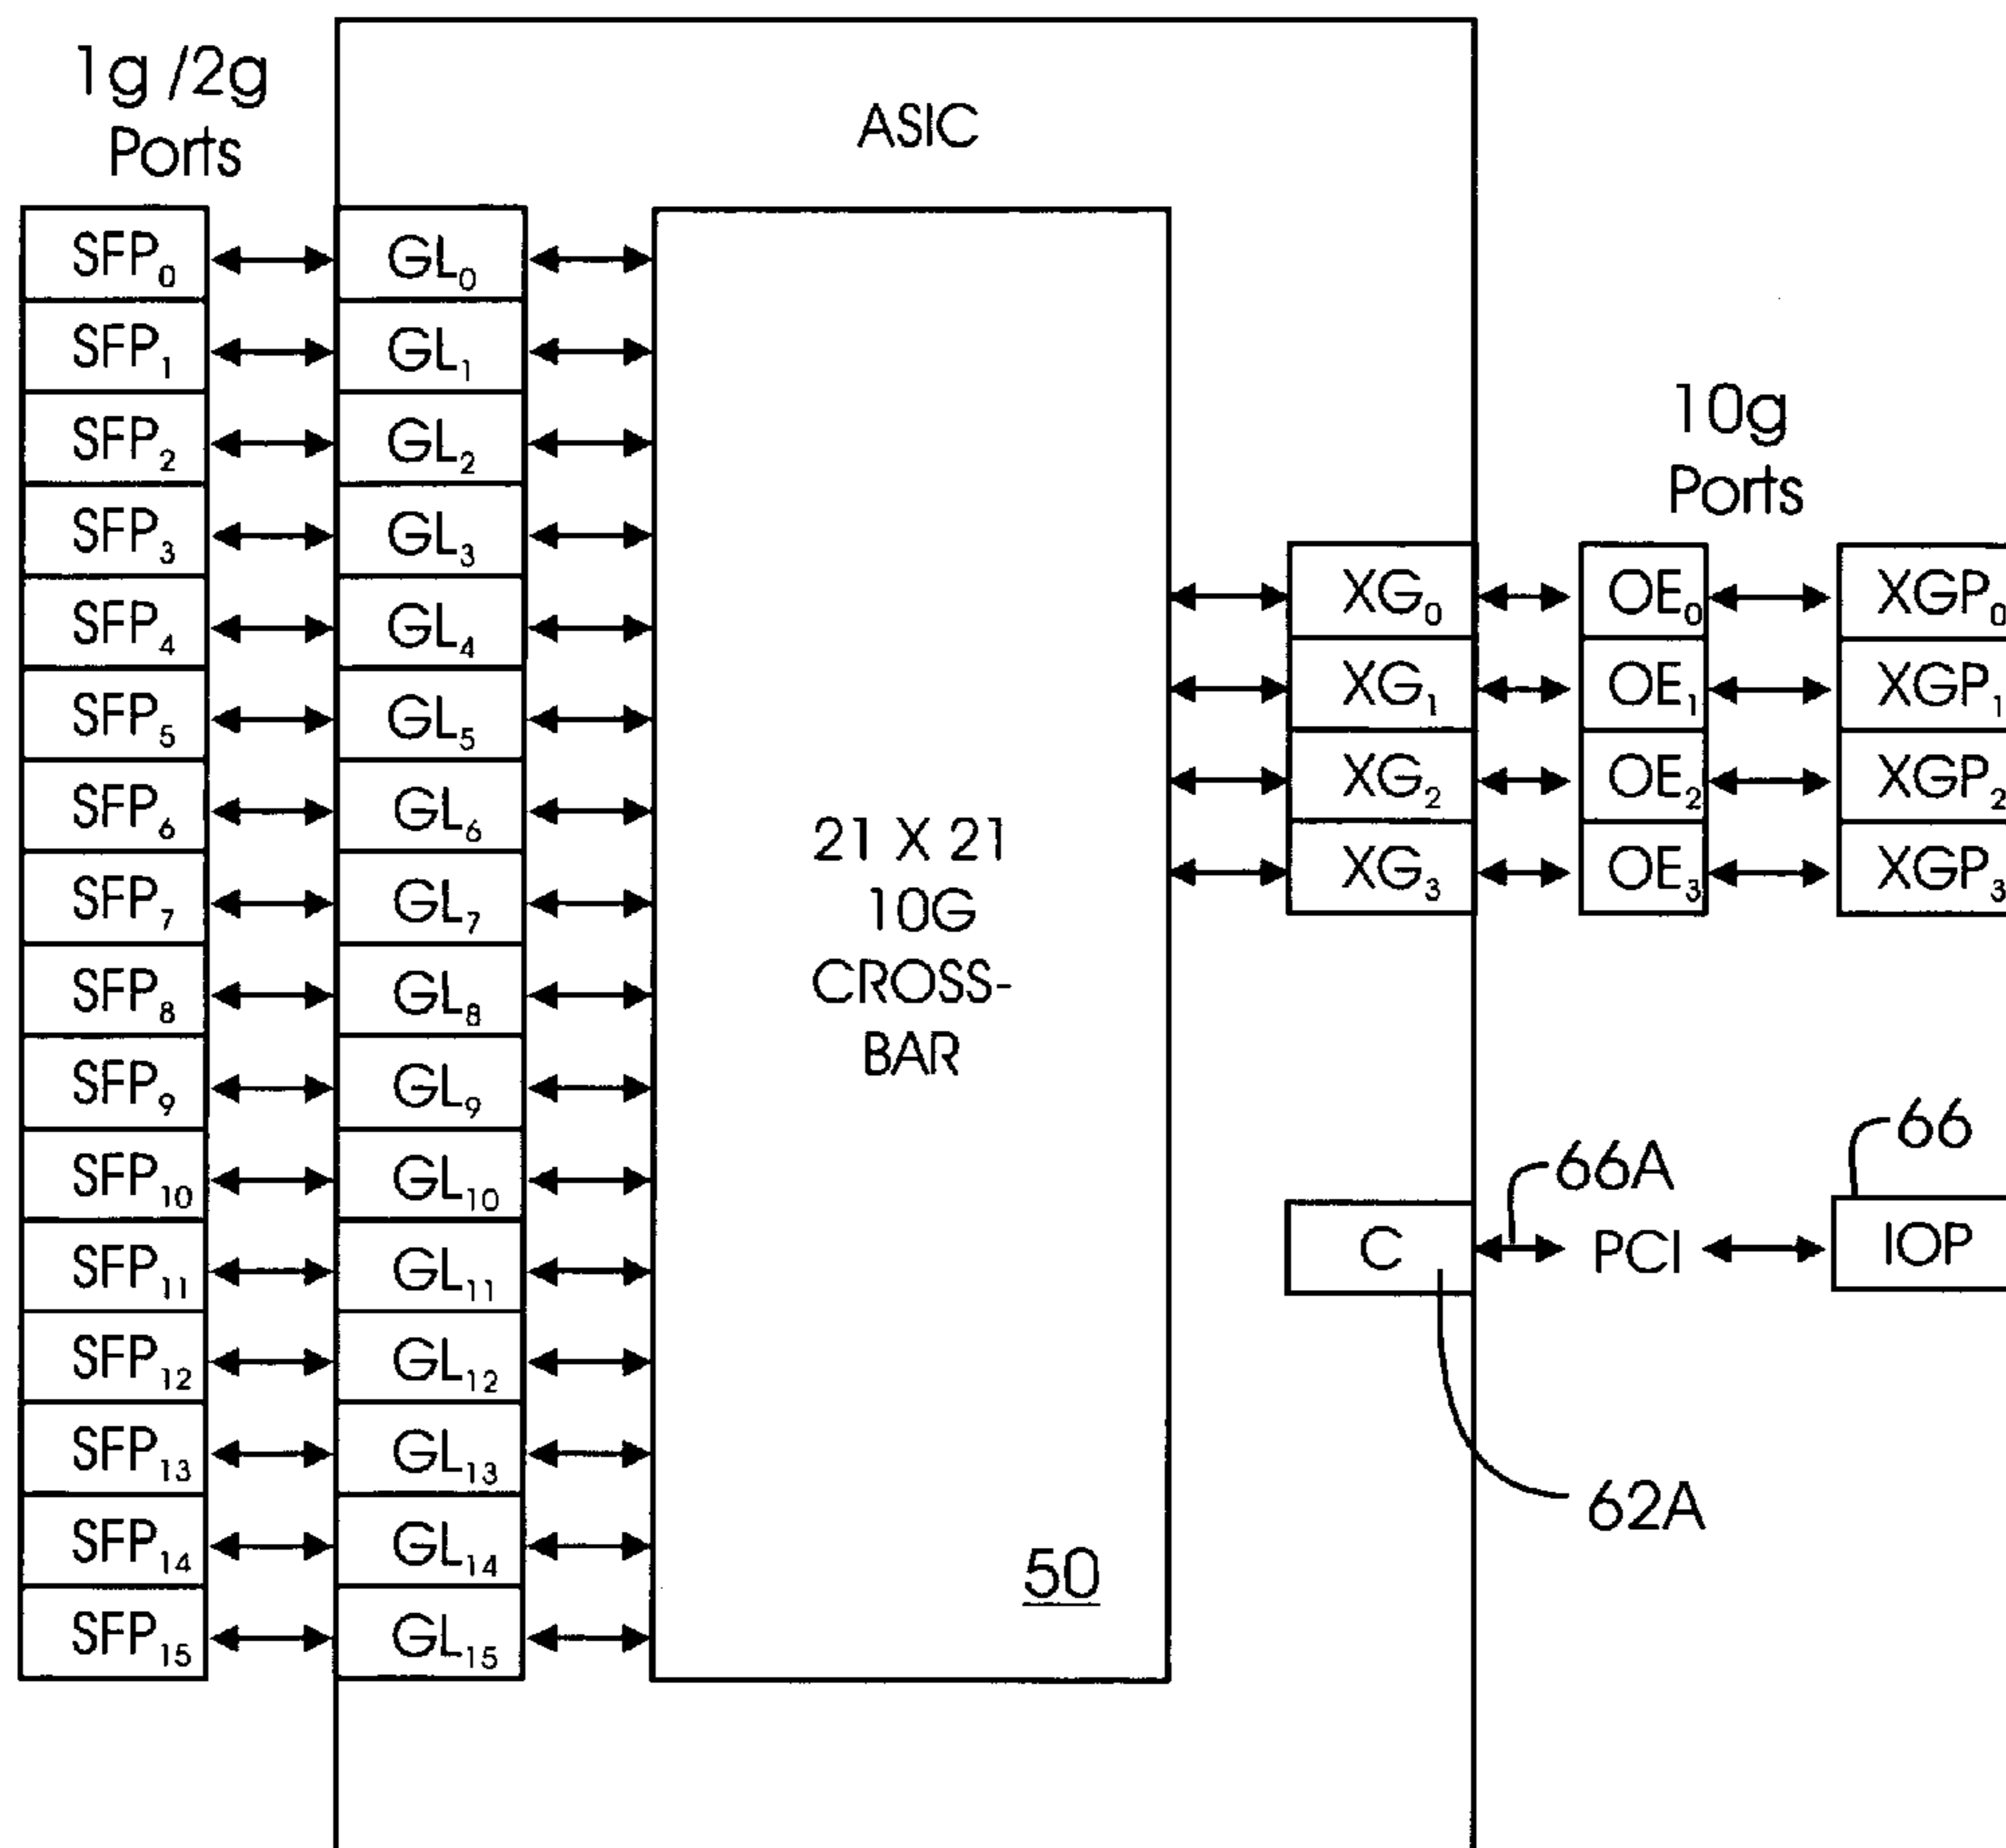 1g /2g
Ports
ASIC
SFP0 GL0
SFP1 GL1
SFP2 GL2
SFP3 GL3
SFP4 GL4
SFP5 GL5
SFP6 GL6
SFP7 GL7
SFP8 GL8
SFP9 GL9
SFP10 GL10
SFP11 GL11
SFP12 GL12
SFP13 GL13
SFP14 GL14
SFP15 GL15
21 X 21
10G
CROSS-
BAR
50
10g
Ports
XG0 OE0 XGP0
XG1 OE1 XGP1
XG2 OE2 XGP2
XG3 OE3 XGP3
66A
66
C PCI IOP
62A